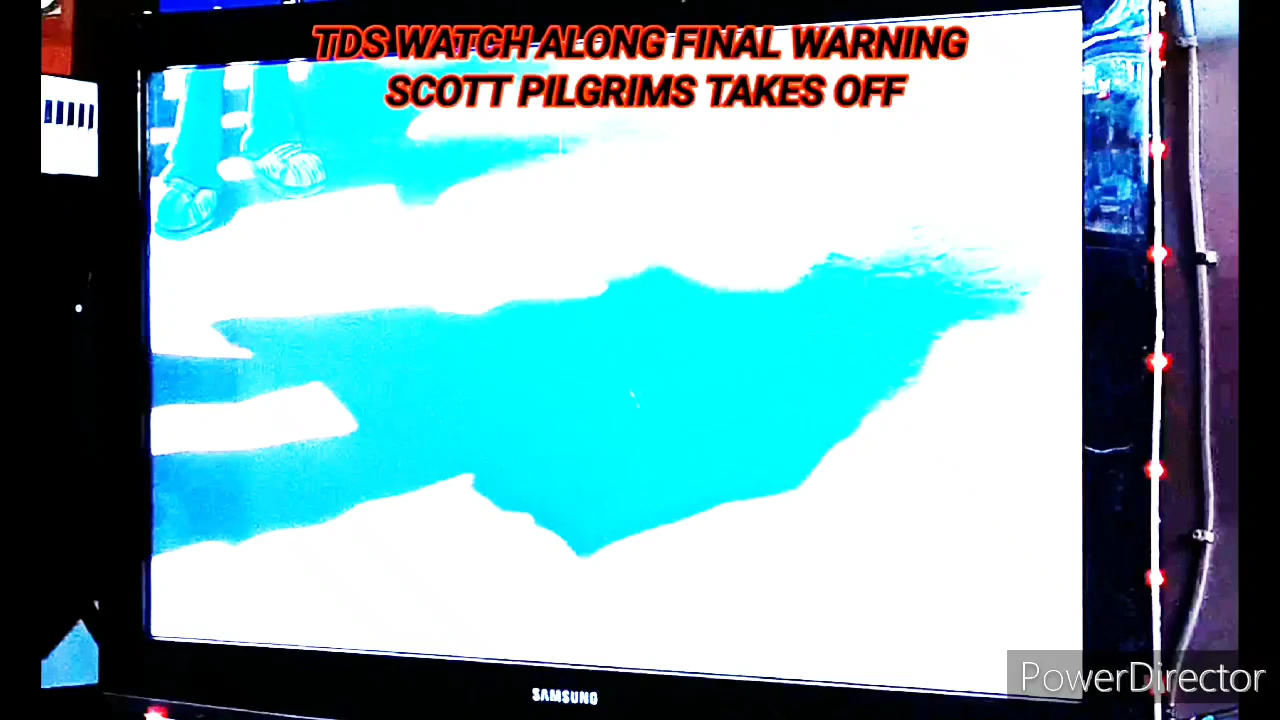 TDS WATCH ALONG FINAL WARNING
SCOTT PILGRIMS TAKES OFF
SAMSUNG
PowerDirector